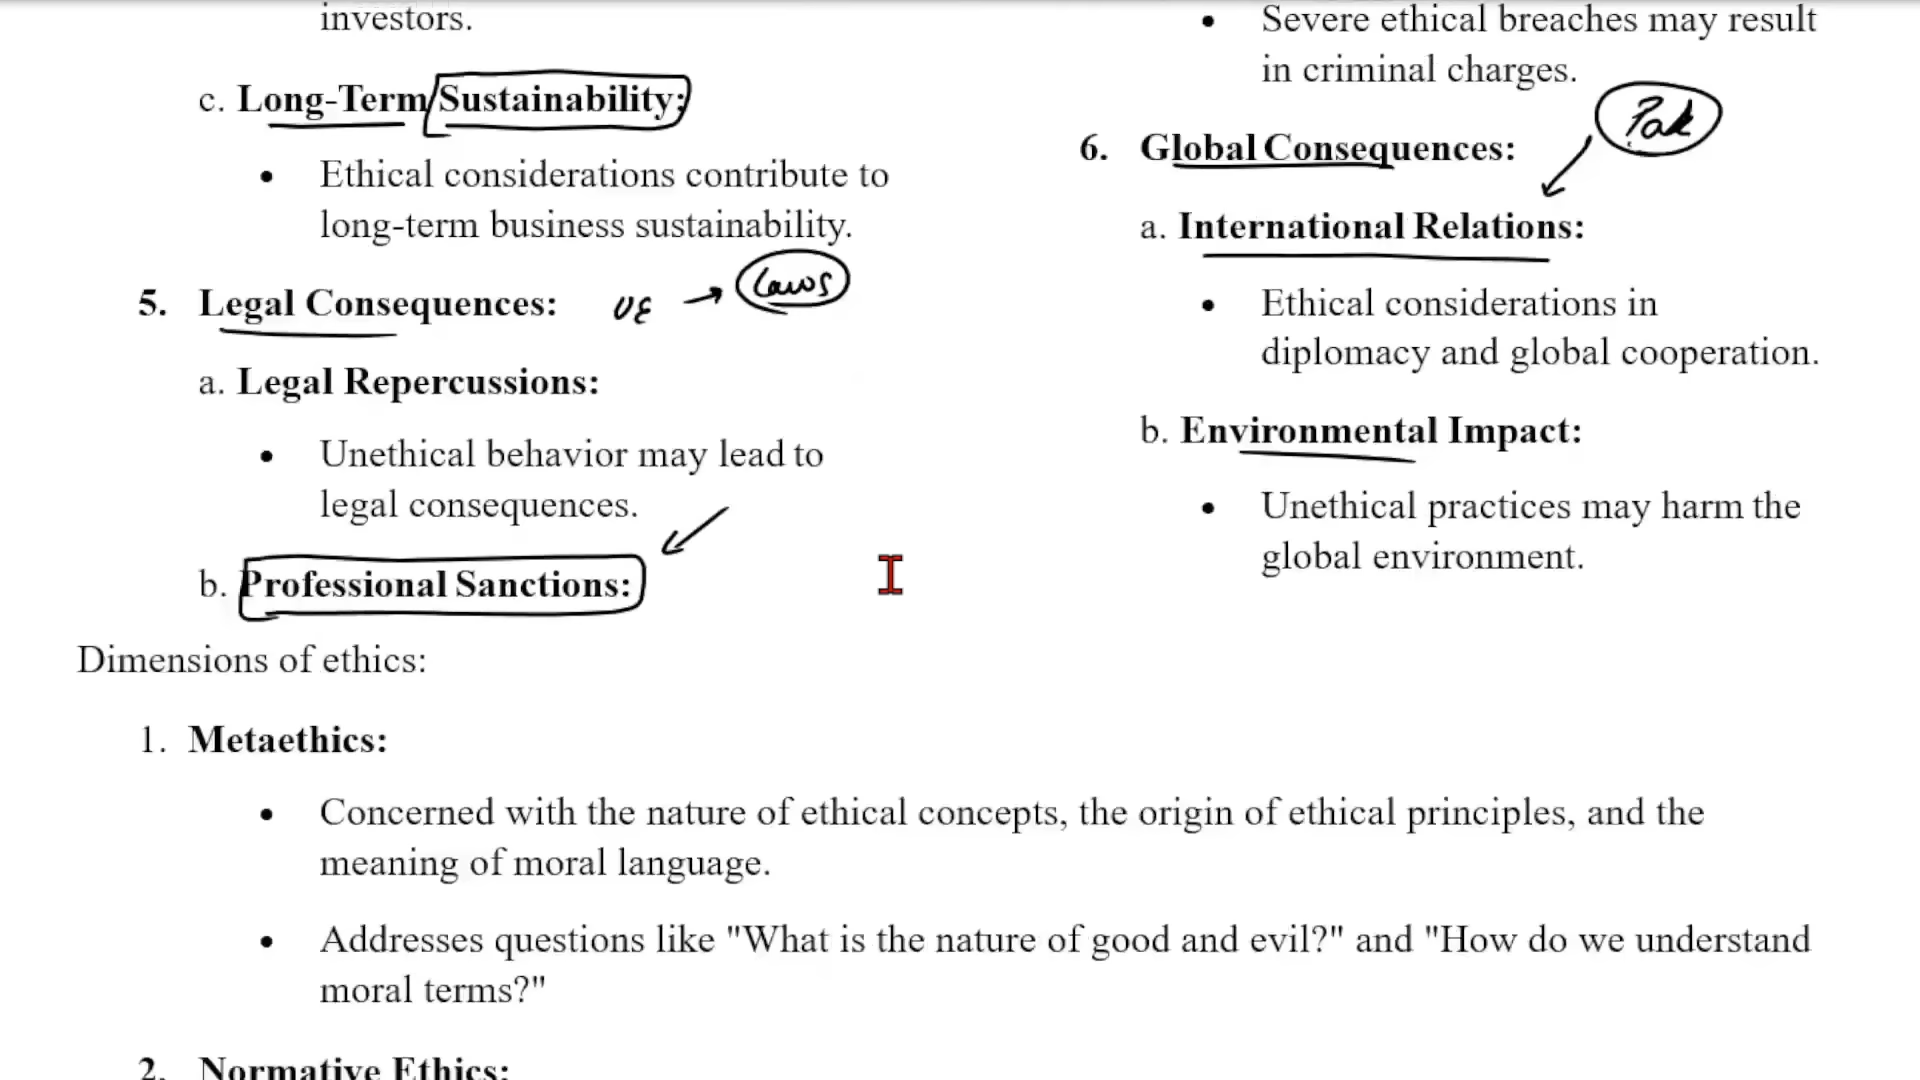 investors.
c. Long-Term Sustainability:
• Ethical considerations contribute to
long-term business sustainability.
5. Legal Consequences: UE → Laws
a. Legal Repercussions:
• Unethical behavior may lead to
legal consequences.
b. Professional Sanctions:
• Severe ethical breaches may result
in criminal charges.
Pak
6. Global Consequences:
a. International Relations:
• Ethical considerations in
diplomacy and global cooperation.
b. Environmental Impact:
• Unethical practices may harm the
global environment.
Dimensions of ethics:
1. Metaethics:
• Concerned with the nature of ethical concepts, the origin of ethical principles, and the
meaning of moral language.
• Addresses questions like "What is the nature of good and evil?" and "How do we understand
moral terms?"
2. Normative Ethics: